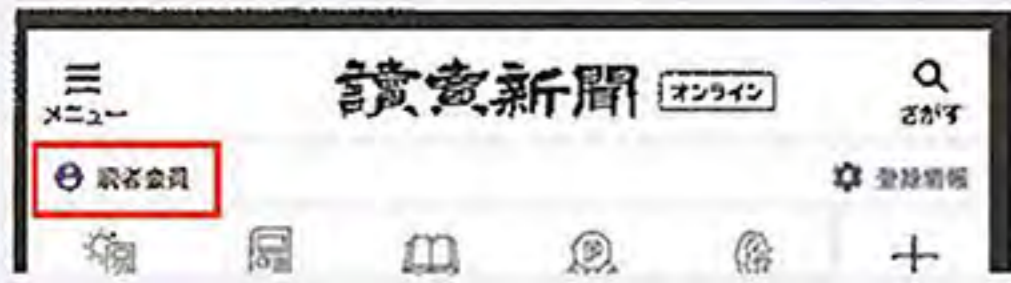 讀賣新聞 オンライン
メニュー
さがす
読者会員
登録情報